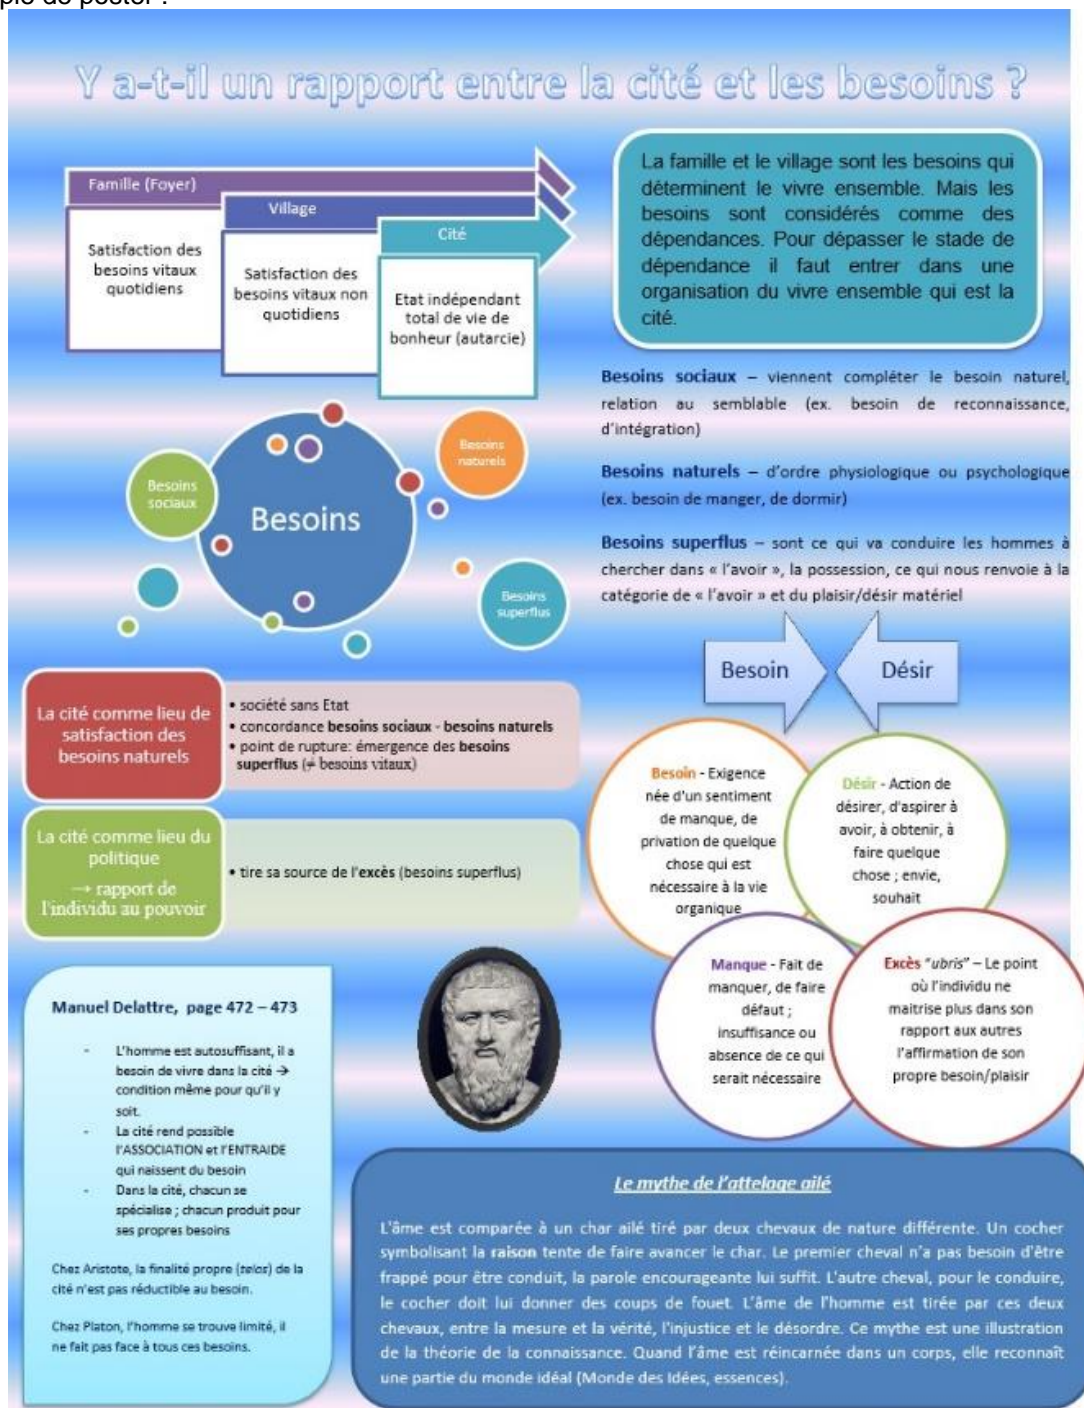 ple de poster :
Y a-t-il un rapport entre la cité et les besoins ?
Famille (Foyer)
Satisfaction des
besoins vitaux
quotidiens
Village
Satisfaction des
besoins vitaux non
quotidiens
Cité
Etat indépendant
total de vie de
bonheur (autarcie)
La famille et le village sont les besoins qui
déterminent le vivre ensemble. Mais les
besoins sont considérés comme des
dépendances. Pour dépasser le stade de
dépendance il faut entrer dans une
organisation du vivre ensemble qui est la
cité.
Besoins sociaux – viennent compléter le besoin naturel,
relation au semblable (ex. besoin de reconnaissance,
d'intégration)
Besoins naturels – d'ordre physiologique ou psychologique
(ex. besoin de manger, de dormir)
Besoins superflus – sont ce qui va conduire les hommes à
chercher dans « l'avoir », la possession, ce qui nous renvoie à la
catégorie de « l'avoir » et du plaisir/désir matériel
Besoins
sociaux
Besoins
Besoins
naturels
Besoins
superflus
Besoin
Désir
La cité comme lieu de
satisfaction des
besoins naturels
• société sans Etat
• concordance besoins sociaux - besoins naturels
• point de rupture: émergence des besoins
superflus (≠ besoins vitaux)
La cité comme lieu du
politique
→ rapport de
l'individu au pouvoir
• tire sa source de l'excès (besoins superflus)
Besoin - Exigence
née d'un sentiment
de manque, de
privation de quelque
chose qui est
nécessaire à la vie
organique
Désir - Action de
désirer, d'aspirer à
avoir, à obtenir, à
faire quelque
chose ; envie,
souhait
Manque - Fait de
manquer, de faire
défaut ;
insuffisance ou
absence de ce qui
serait nécessaire
Excès "ubris" – Le point
où l'individu ne
maitrise plus dans son
rapport aux autres
l'affirmation de son
propre besoin/plaisir
Manuel Delattre, page 472 – 473
- L'homme est autosuffisant, il a
besoin de vivre dans la cité →
condition même pour qu'il y
soit.
- La cité rend possible
l'ASSOCIATION et l'ENTRAIDE
qui naissent du besoin
- Dans la cité, chacun se
spécialise ; chacun produit pour
ses propres besoins
Chez Aristote, la finalité propre (telos) de la
cité n'est pas réductible au besoin.
Chez Platon, l'homme se trouve limité, il
ne fait pas face à tous ces besoins.
Le mythe de l'attelage ailé
L'âme est comparée à un char ailé tiré par deux chevaux de nature différente. Un cocher
symbolisant la raison tente de faire avancer le char. Le premier cheval n'a pas besoin d'être
frappé pour être conduit, la parole encourageante lui suffit. L'autre cheval, pour le conduire,
le cocher doit lui donner des coups de fouet. L'âme de l'homme est tirée par ces deux
chevaux, entre la mesure et la vérité, l'injustice et le désordre. Ce mythe est une illustration
de la théorie de la connaissance. Quand l'âme est réincarnée dans un corps, elle reconnaît
une partie du monde idéal (Monde des Idées, essences).